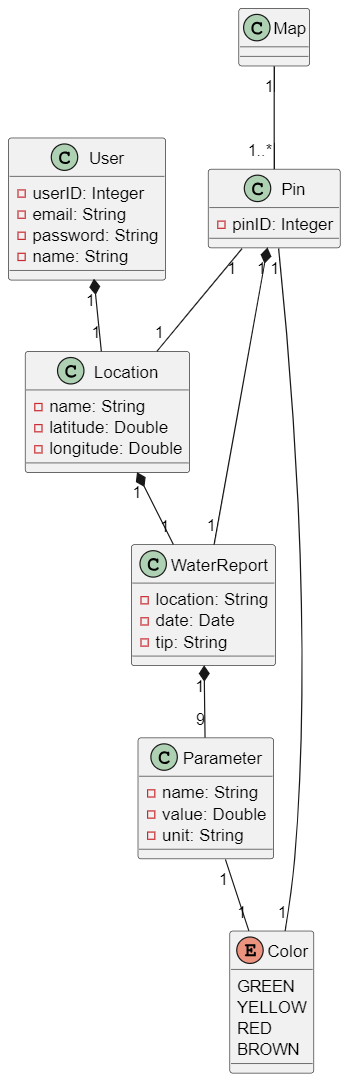 C Map
1
1..*
C User
userID: Integer
email: String
password: String
name: String
C Pin
pinID: Integer
1
1
1
1
1
1
C Location
name: String
latitude: Double
longitude: Double
1
1
1
C WaterReport
location: String
date: Date
tip: String
1
9
C Parameter
name: String
value: Double
unit: String
1
1
1
E Color
GREEN
YELLOW
RED
BROWN